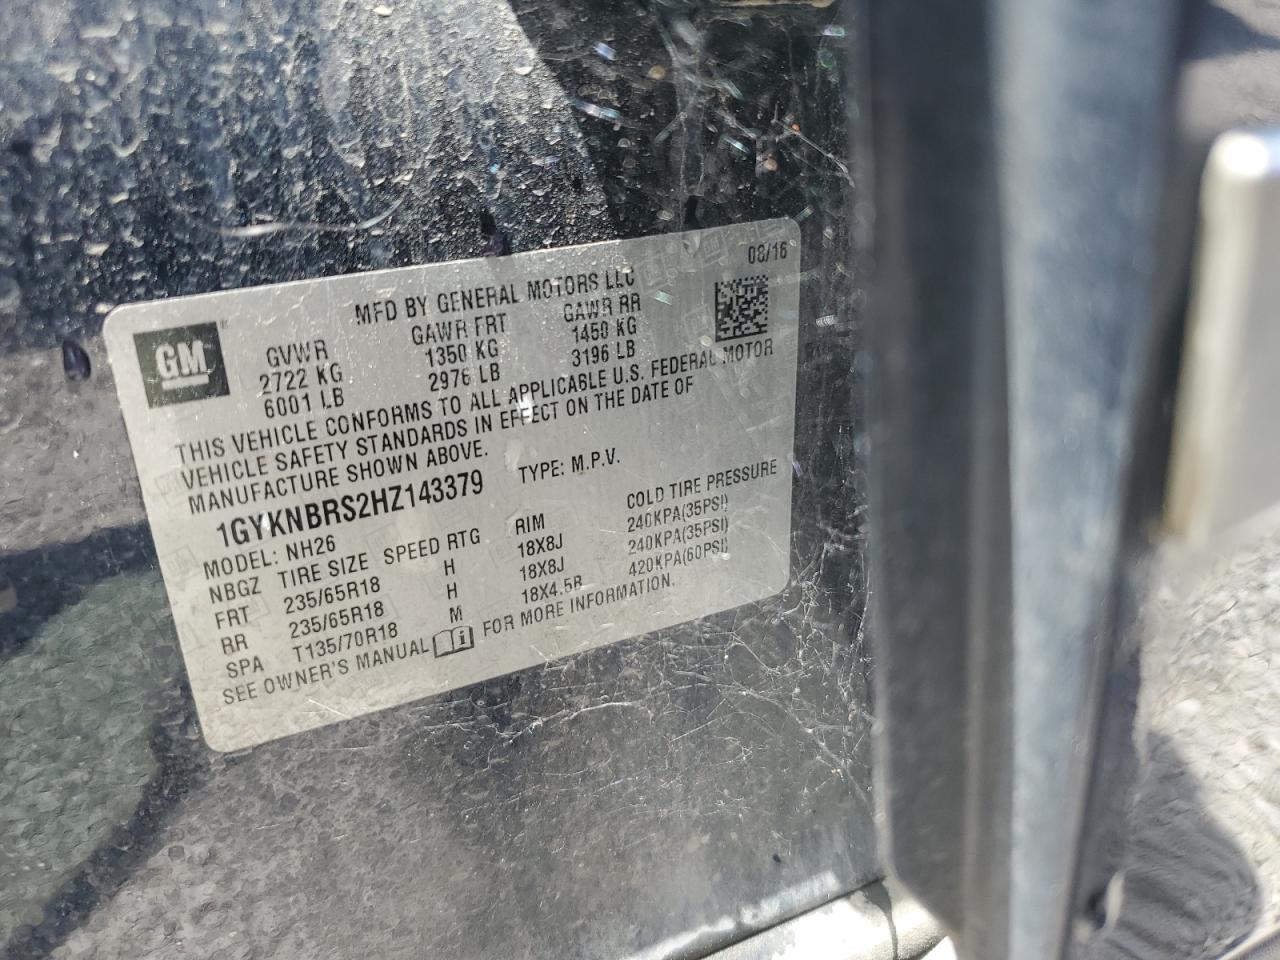 08/16
MFD BY GENERAL MOTORS LLC
GM
GVWR GAWR FRT GAWR RR
2722 KG 1350 KG 1450 KG
6001 LB 2976 LB 3196 LB
THIS VEHICLE CONFORMS TO ALL APPLICABLE U.S. FEDERAL MOTOR
VEHICLE SAFETY STANDARDS IN EFFECT ON THE DATE OF
MANUFACTURE SHOWN ABOVE.
1GYKNBRS2HZ143379 TYPE: M.P.V.
MODEL: NH26
NBGZ TIRE SIZE SPEED RTG RIM COLD TIRE PRESSURE
FRT 235/65R18 H 18X8J 240KPA(35PSI)
RR 235/65R18 H 18X8J 240KPA(35PSI)
SPA T135/70R18 M 18X4.5B 420KPA(60PSI)
SEE OWNER'S MANUAL FOR MORE INFORMATION.